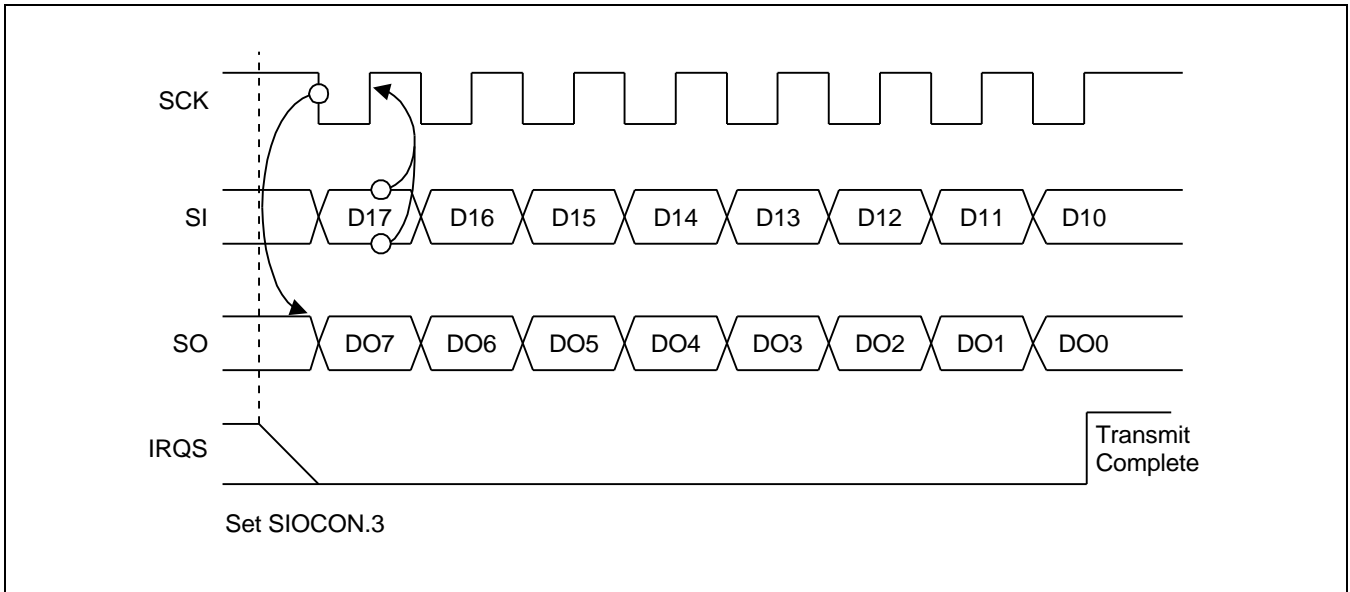 SCK
SI
D17 D16 D15 D14 D13 D12 D11 D10
SO
DO7 DO6 DO5 DO4 DO3 DO2 DO1 DO0
IRQS
Transmit
Complete
Set SIOCON.3